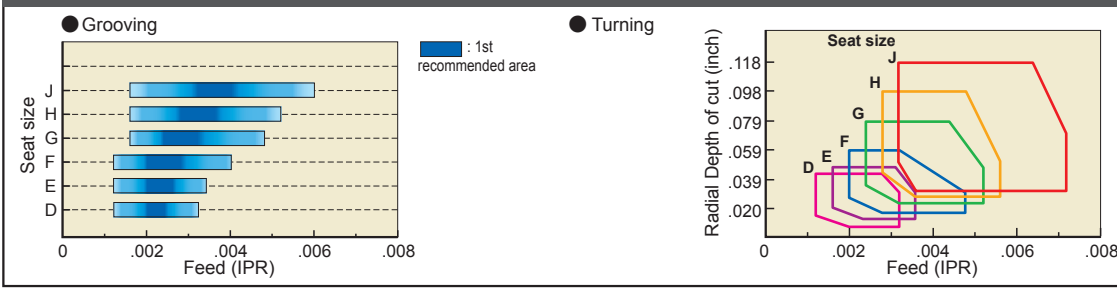 ● Grooving
: 1st
recommended area
Seat size
J
H
G
F
E
D
0 .002 .004 .006 .008
Feed (IPR)
● Turning
Radial Depth of cut (inch)
Seat size
.118
.098
.079
.059
.039
.020
J
H
G
F
E
D
0 .002 .004 .006 .008
Feed (IPR)